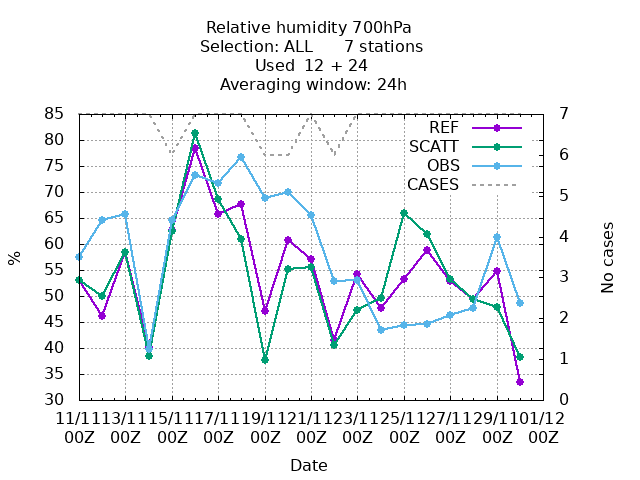 Relative humidity 700hPa
Selection: ALL      7 stations
Used  12 + 24
Averaging window: 24h
85
80
75
70
65
60
55
50
45
40
35
30
%
7
6
5
4
3
2
1
0
No cases
REF
SCATT
OBS
CASES
11/11 13/11 15/11 17/11 19/11 21/11 23/11 25/11 27/11 29/11 01/12
00Z 00Z 00Z 00Z 00Z 00Z 00Z 00Z 00Z 00Z 00Z
Date